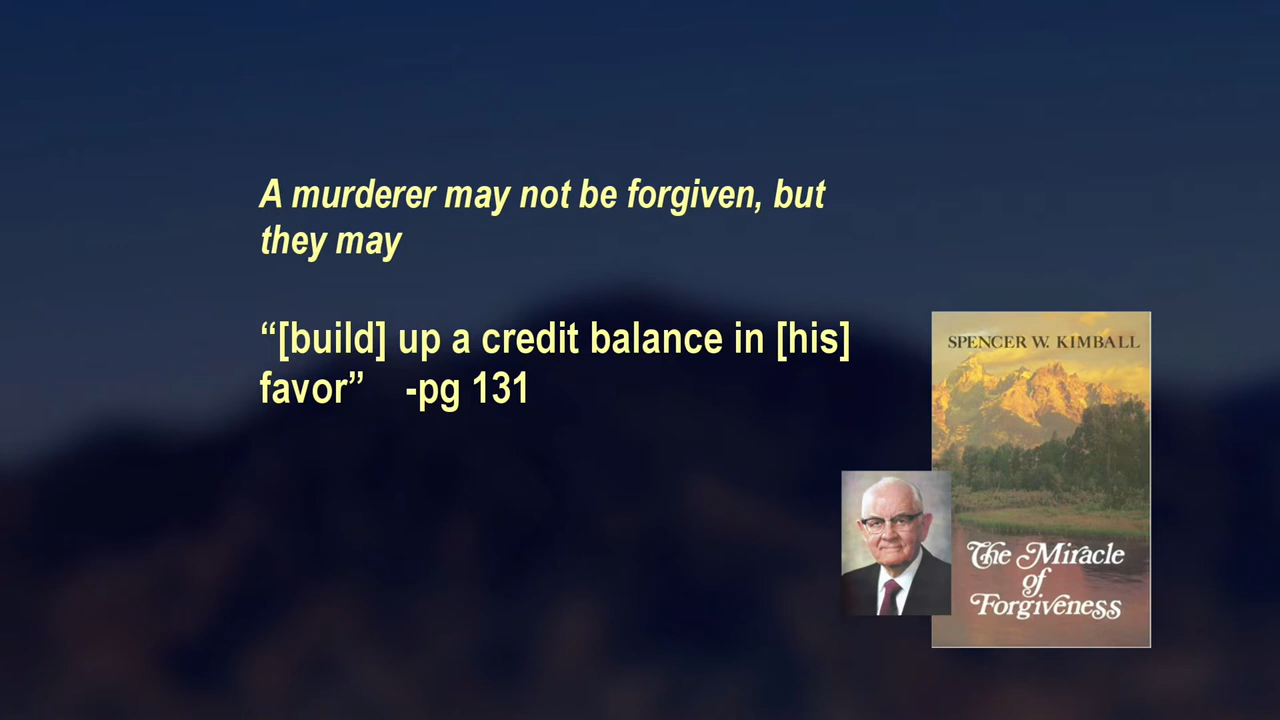 A murderer may not be forgiven, but
they may
“[build] up a credit balance in [his]
favor” -pg 131
SPENCER W. KIMBALL
The Miracle
of
Forgiveness